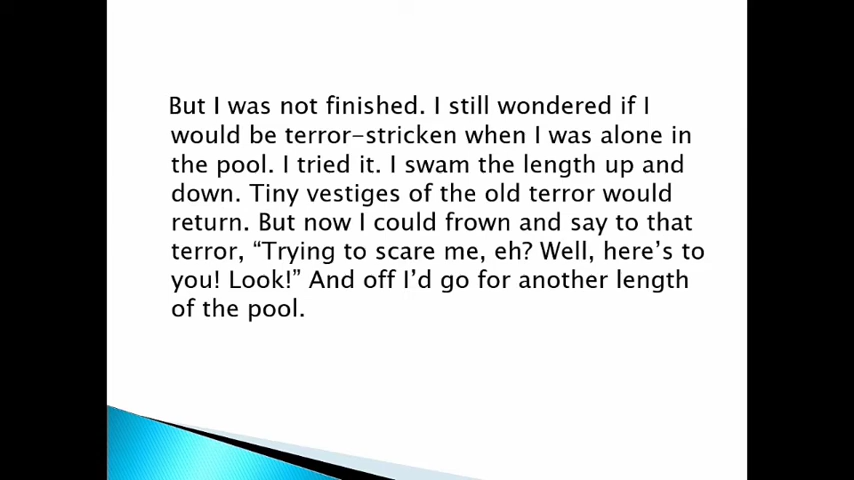 But I was not finished. I still wondered if I
would be terror-stricken when I was alone in
the pool. I tried it. I swam the length up and
down. Tiny vestiges of the old terror would
return. But now I could frown and say to that
terror, “Trying to scare me, eh? Well, here’s to
you! Look!” And off I’d go for another length
of the pool.